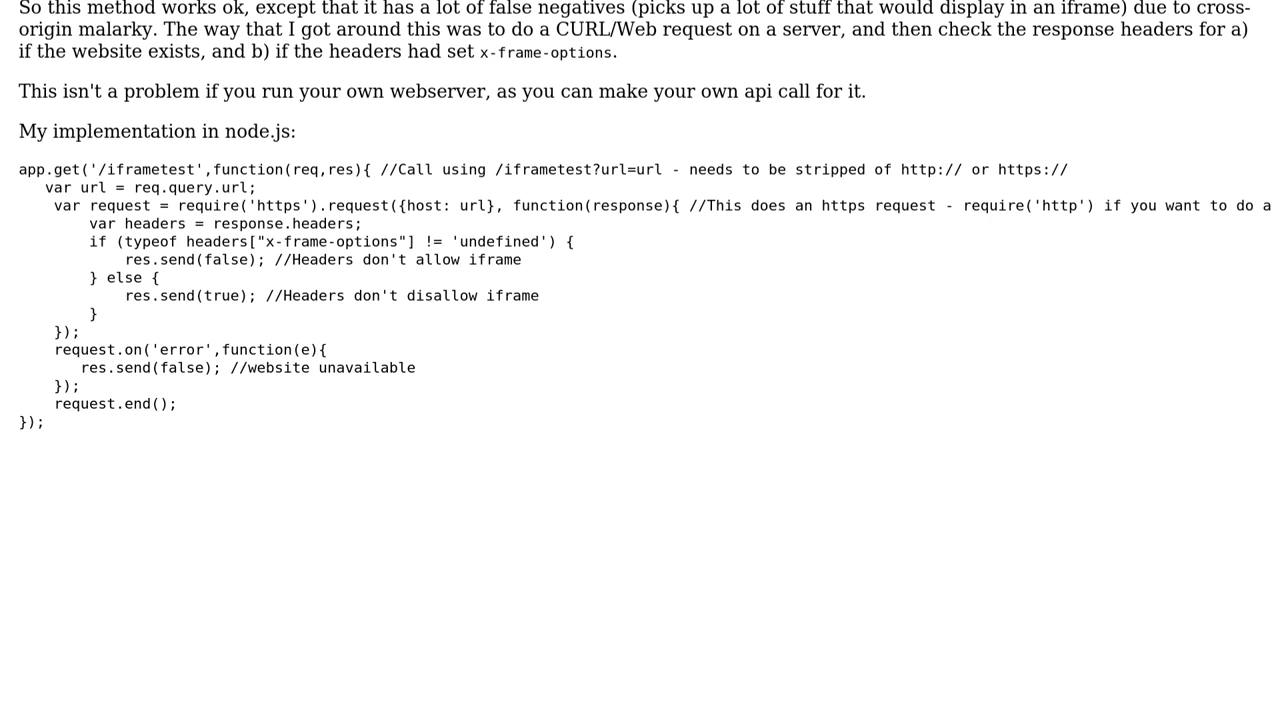 So this method works ok, except that it has a lot of false negatives (picks up a lot of stuff that would display in an iframe) due to cross-
origin malarky. The way that I got around this was to do a CURL/Web request on a server, and then check the response headers for a)
if the website exists, and b) if the headers had set x-frame-options.
This isn't a problem if you run your own webserver, as you can make your own api call for it.
My implementation in node.js:
app.get('/iframetest',function(req,res){ //Call using /iframetest?url=url - needs to be stripped of http:// or https://
   var url = req.query.url;
    var request = require('https').request({host: url}, function(response){ //This does an https request - require('http') if you want to do a
        var headers = response.headers;
        if (typeof headers["x-frame-options"] != 'undefined') {
            res.send(false); //Headers don't allow iframe
        } else {
            res.send(true); //Headers don't disallow iframe
        }
    });
    request.on('error',function(e){
       res.send(false); //website unavailable
    });
    request.end();
});